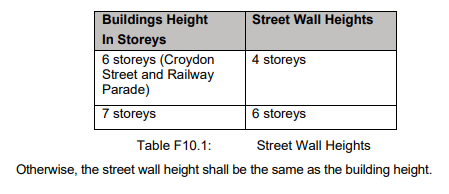 Buildings Height Street Wall Heights
In Storeys
6 storeys (Croydon 4 storeys
Street and Railway
Parade)
7 storeys 6 storeys
Table F10.1: Street Wall Heights
Otherwise, the street wall height shall be the same as the building height.